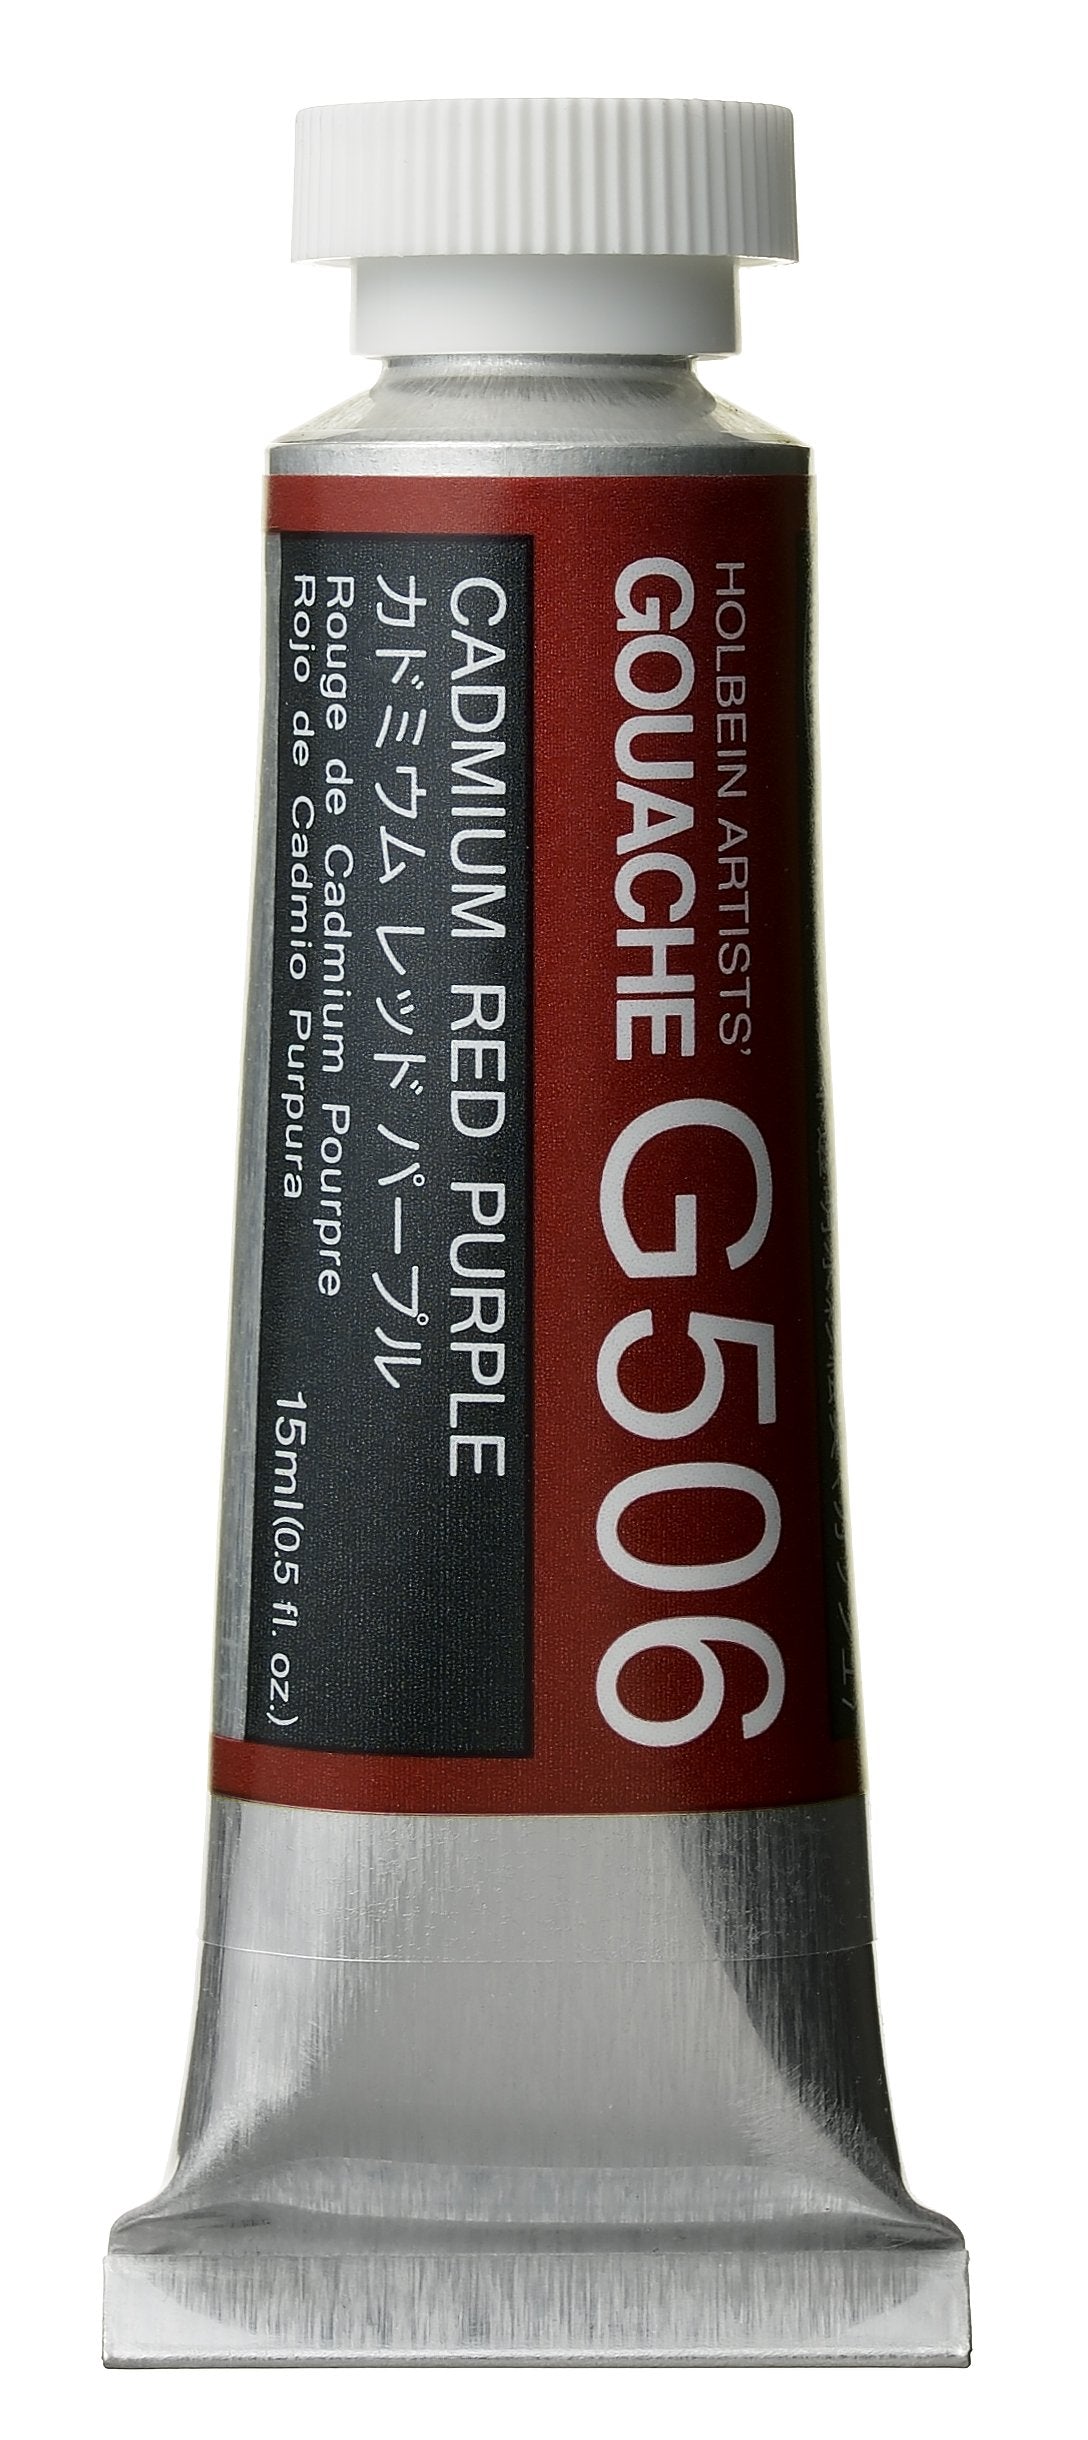 HOLBEIN ARTISTS'
GOUACHE G506
CADMIUM RED PURPLE
カドミウム レッド パープル
Rouge de Cadmium Pourpre
Rojo de Cadmio Purpura
15ml(0.5 fl. oz.)